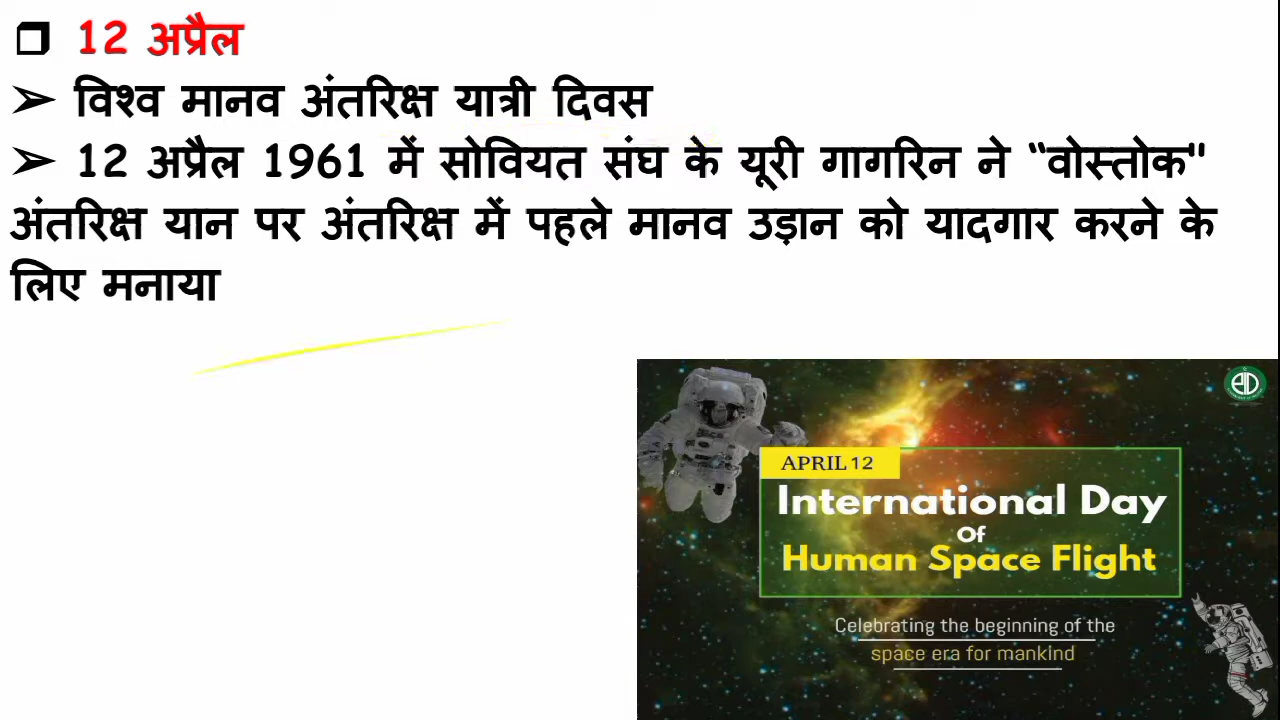 ❒ 12 अप्रैल
➢ विश्व मानव अंतरिक्ष यात्री दिवस
➢ 12 अप्रैल 1961 में सोवियत संघ के यूरी गागरिन ने “वोस्तोक"
अंतरिक्ष यान पर अंतरिक्ष में पहले मानव उड़ान को यादगार करने के
लिए मनाया
APRIL 12
International Day
Of
Human Space Flight
Celebrating the beginning of the
space era for mankind